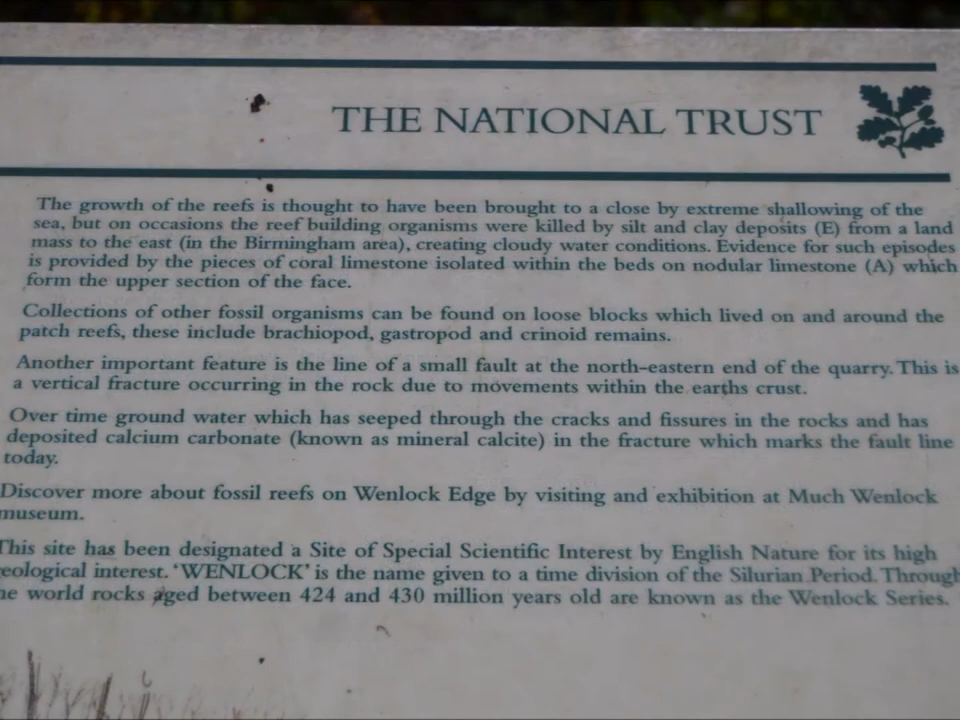 THE NATIONAL TRUST
The growth of the reefs is thought to have been brought to a close by extreme shallowing of the
sea, but on occasions the reef building organisms were killed by silt and clay deposits (E) from a land
mass to the east (in the Birmingham area), creating cloudy water conditions. Evidence for such episodes
is provided by the pieces of coral limestone isolated within the beds on nodular limestone (A) which
form the upper section of the face.
Collections of other fossil organisms can be found on loose blocks which lived on and around the
patch reefs, these include brachiopod, gastropod and crinoid remains.
Another important feature is the line of a small fault at the north-eastern end of the quarry. This is
a vertical fracture occurring in the rock due to movements within the earths crust.
Over time ground water which has seeped through the cracks and fissures in the rocks and has
deposited calcium carbonate (known as mineral calcite) in the fracture which marks the fault line
today.
Discover more about fossil reefs on Wenlock Edge by visiting and exhibition at Much Wenlock
museum.
This site has been designated a Site of Special Scientific Interest by English Nature for its high
eological interest. 'WENLOCK' is the name given to a time division of the Silurian Period. Through
he world rocks aged between 424 and 430 million years old are known as the Wenlock Series.